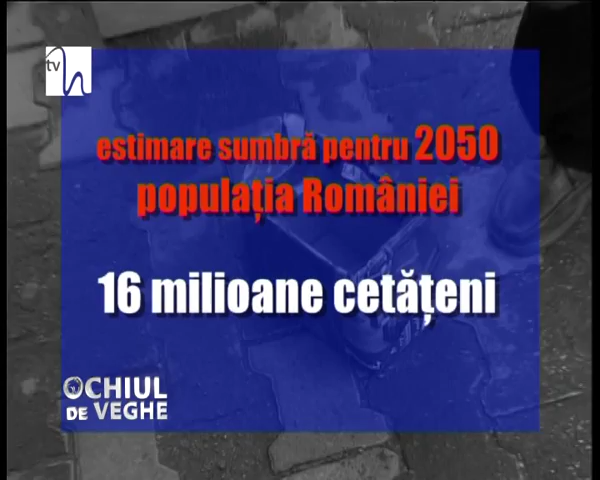 tv h
estimare sumbră pentru 2050
populația României
16 milioane cetățeni
OCHIUL
DE VEGHE